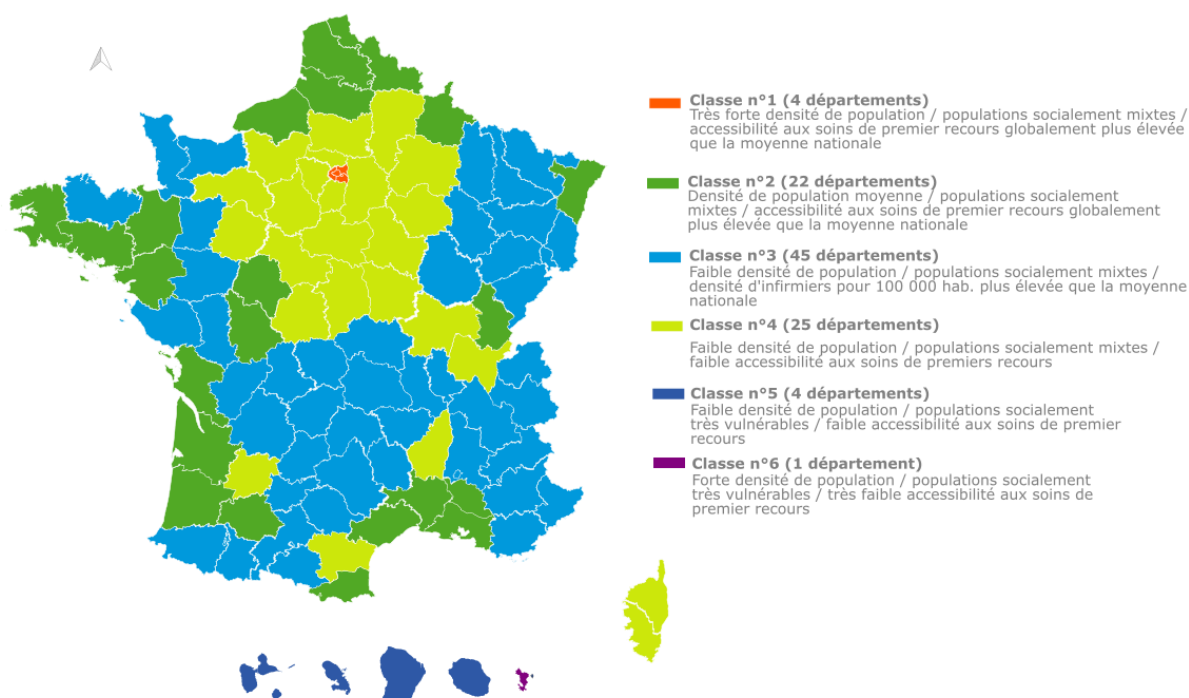 Classe n°1 (4 départements)
Très forte densité de population / populations socialement mixtes /
accessibilité aux soins de premier recours globalement plus élevée
que la moyenne nationale
Classe n°2 (22 départements)
Densité de population moyenne / populations socialement
mixtes / accessibilité aux soins de premier recours globalement
plus élevée que la moyenne nationale
Classe n°3 (45 départements)
Faible densité de population / populations socialement mixtes /
densité d'infirmiers pour 100 000 hab. plus élevée que la moyenne
nationale
Classe n°4 (25 départements)
Faible densité de population / populations socialement mixtes /
faible accessibilité aux soins de premiers recours
Classe n°5 (4 départements)
Faible densité de population / populations socialement
très vulnérables / faible accessibilité aux soins de premier
recours
Classe n°6 (1 département)
Forte densité de population / populations socialement
très vulnérables / très faible accessibilité aux soins de
premier recours